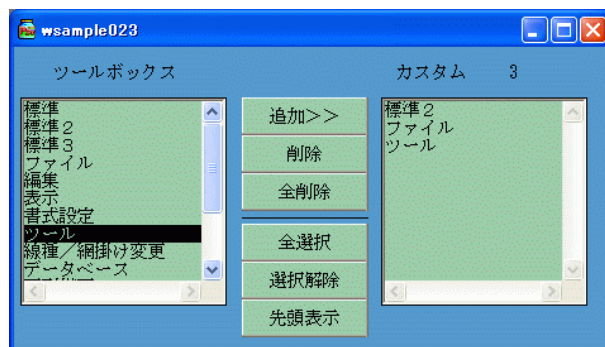 wsample023
ツールボックス
カスタム 3
標準
標準２
標準３
ファイル
編集
表示
書式設定
ツール
線種／網掛け変更
データベース
追加>>
削除
全削除
全選択
選択解除
先頭表示
標準２
ファイル
ツール